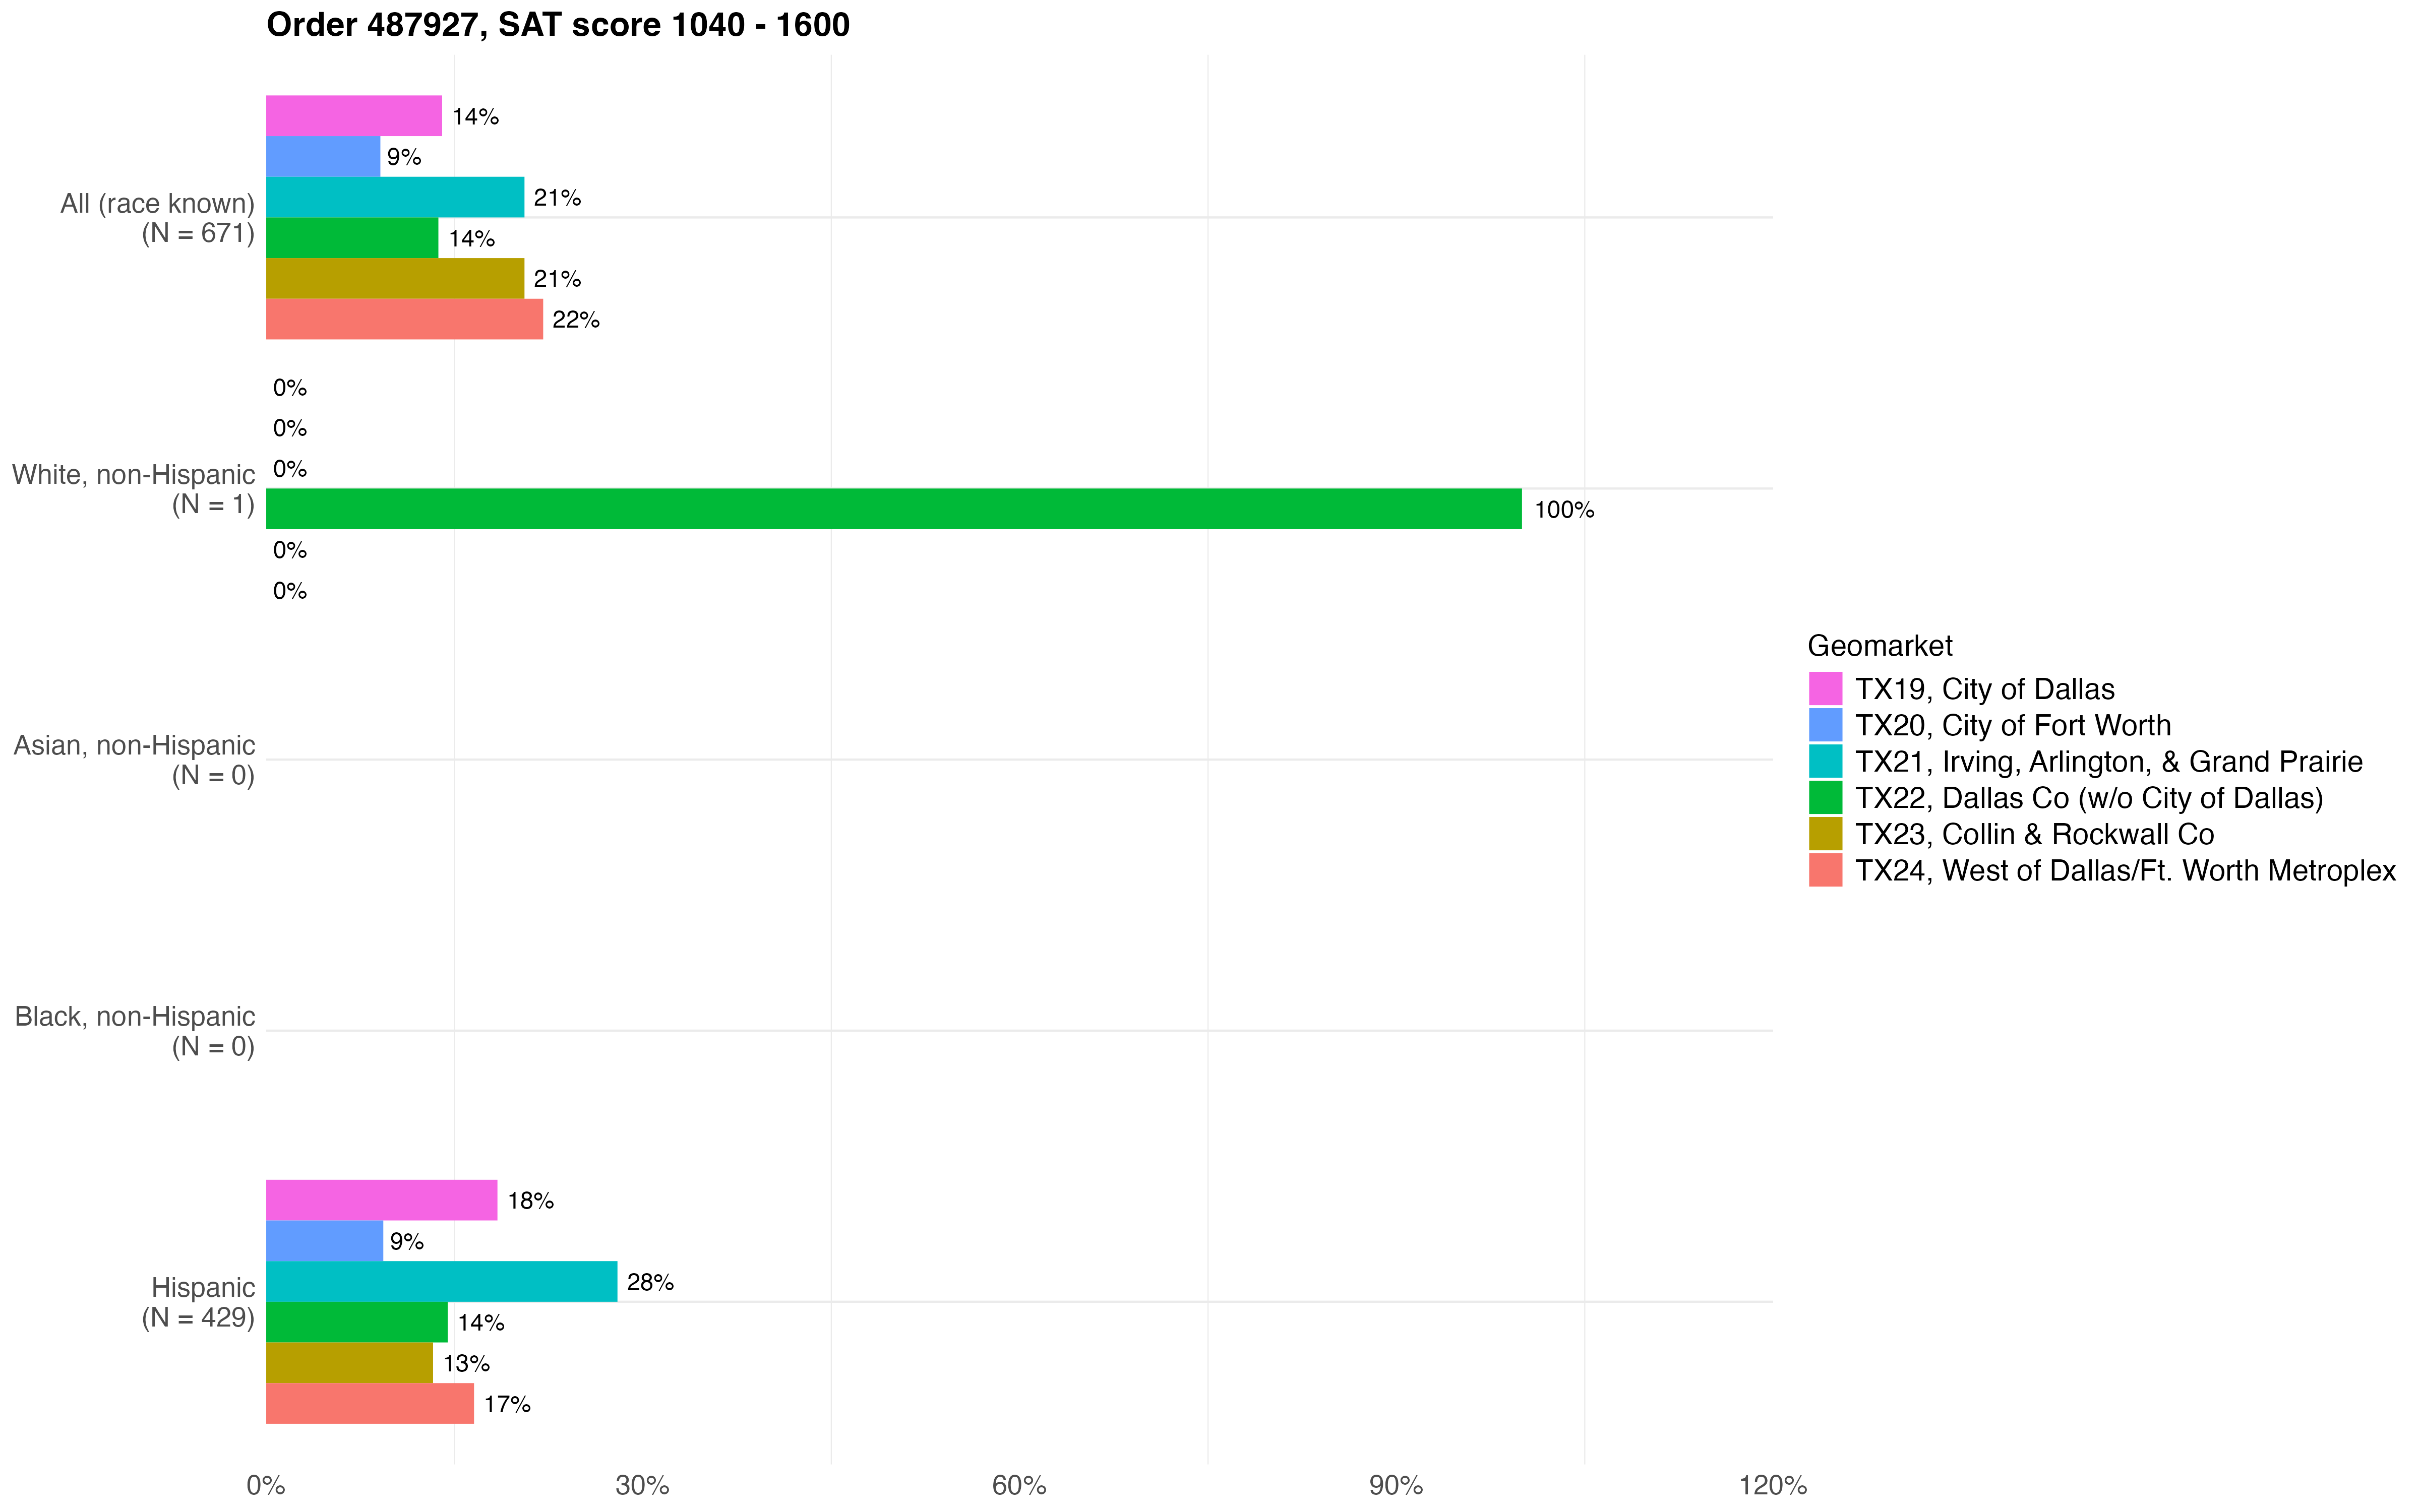 Order 487927, SAT score 1040 - 1600
All (race known)
(N = 671)
14%
9%
21%
14%
21%
22%
White, non-Hispanic
(N = 1)
0%
0%
0%
100%
0%
0%
Asian, non-Hispanic
(N = 0)
Black, non-Hispanic
(N = 0)
Hispanic
(N = 429)
18%
9%
28%
14%
13%
17%
0%
30%
60%
90%
120%
Geomarket
TX19, City of Dallas
TX20, City of Fort Worth
TX21, Irving, Arlington, & Grand Prairie
TX22, Dallas Co (w/o City of Dallas)
TX23, Collin & Rockwall Co
TX24, West of Dallas/Ft. Worth Metroplex